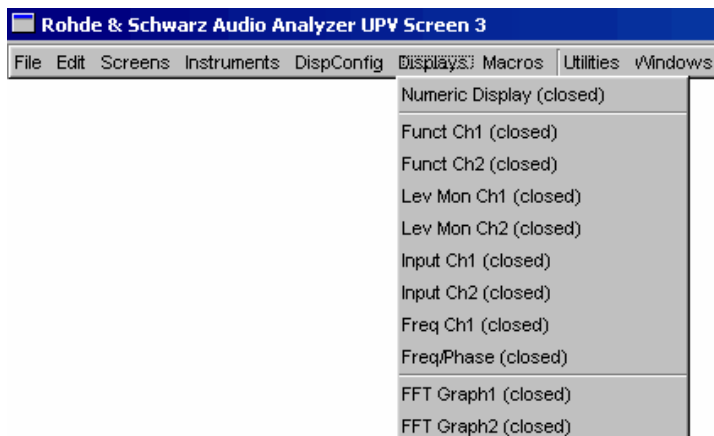 Rohde & Schwarz Audio Analyzer UPV Screen 3
File Edit Screens Instruments DispConfig Displays Macros Utilities Windows
Numeric Display (closed)
Funct Ch1 (closed)
Funct Ch2 (closed)
Lev Mon Ch1 (closed)
Lev Mon Ch2 (closed)
Input Ch1 (closed)
Input Ch2 (closed)
Freq Ch1 (closed)
Freq/Phase (closed)
FFT Graph1 (closed)
FFT Graph2 (closed)